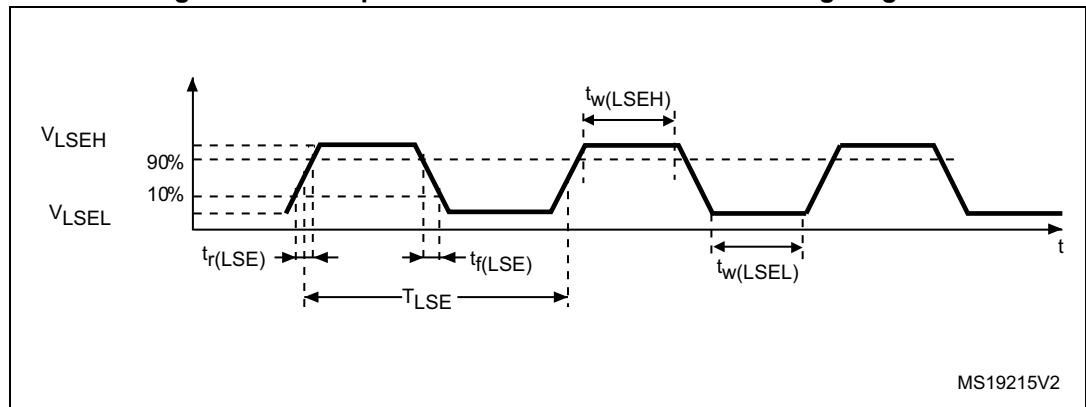 tw(LSEH)
VLSEH
90%
10%
VLSEL
tr(LSE)
tf(LSE)
tw(LSEL)
t
TLSE
MS19215V2